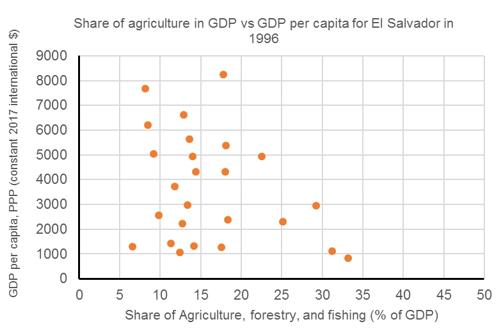 Share of agriculture in GDP vs GDP per capita for El Salvador in
1996
GDP per capita, PPP (constant 2017 international $)
9000
8000
7000
6000
5000
4000
3000
2000
1000
0
0 5 10 15 20 25 30 35 40 45 50
Share of Agriculture, forestry, and fishing (% of GDP)